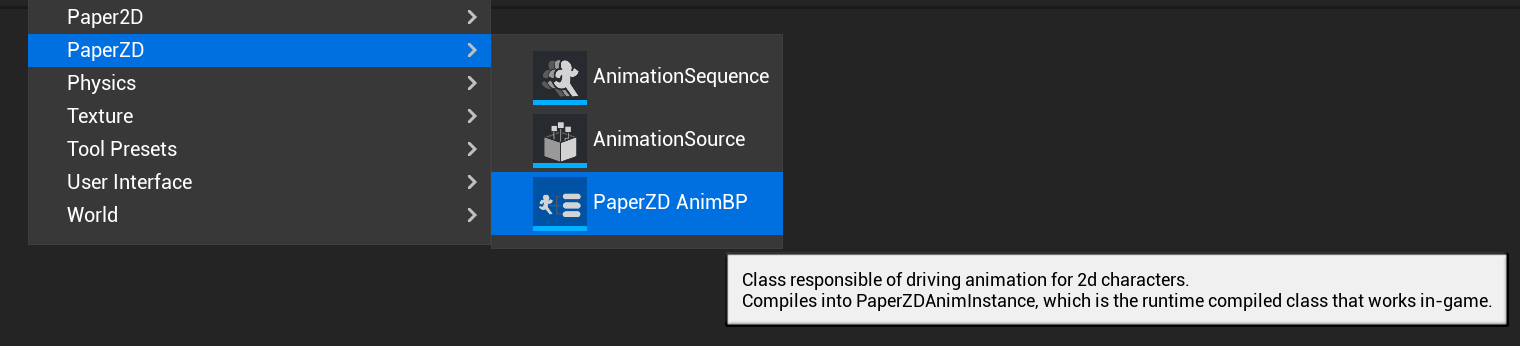 Paper2D
PaperZD
Physics
Texture
Tool Presets
User Interface
World
AnimationSequence
AnimationSource
PaperZD AnimBP
Class responsible of driving animation for 2d characters.
Compiles into PaperZDAnimInstance, which is the runtime compiled class that works in-game.